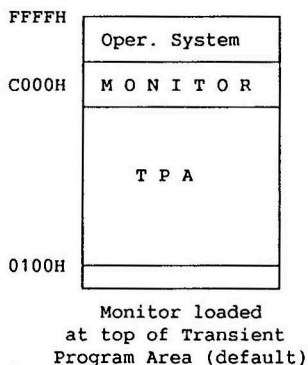 FFFFH
Oper. System
C000H
M O N I T O R
T P A
0100H
Monitor loaded
at top of Transient
Program Area (default)